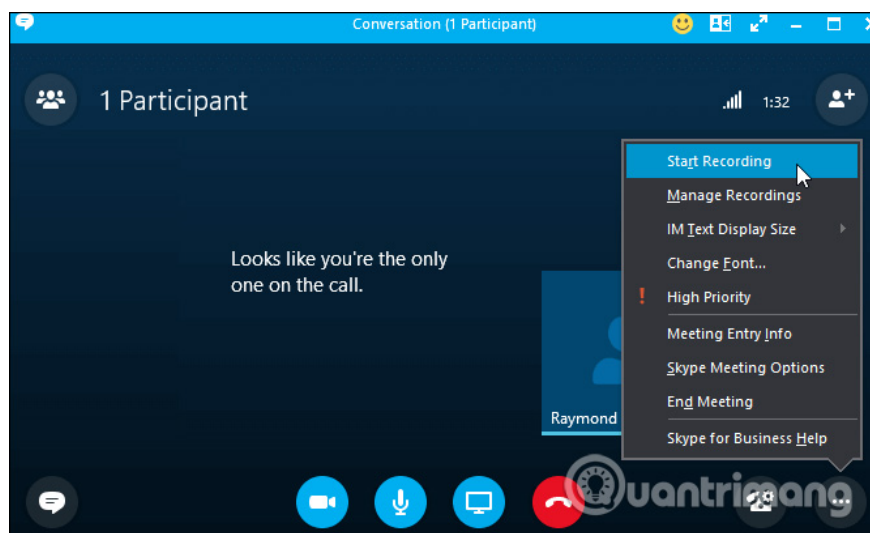 Conversation (1 Participant)
1 Participant
1:32
Start Recording
Manage Recordings
IM Text Display Size
Change Font...
! High Priority
Meeting Entry Info
Skype Meeting Options
End Meeting
Skype for Business Help
Looks like you're the only
one on the call.
Raymond
Quantrimang